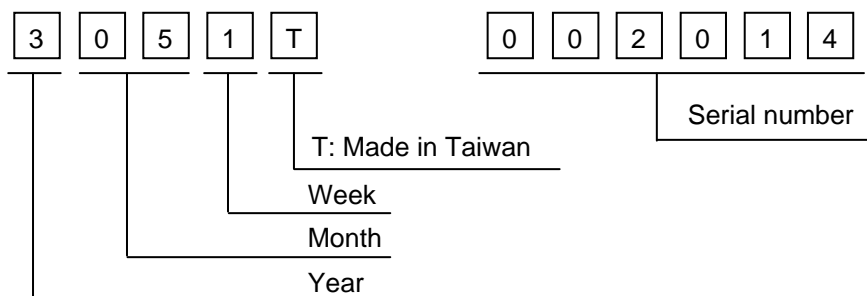 3 0 5 1 T 0 0 2 0 1 4
Serial number
T: Made in Taiwan
Week
Month
Year